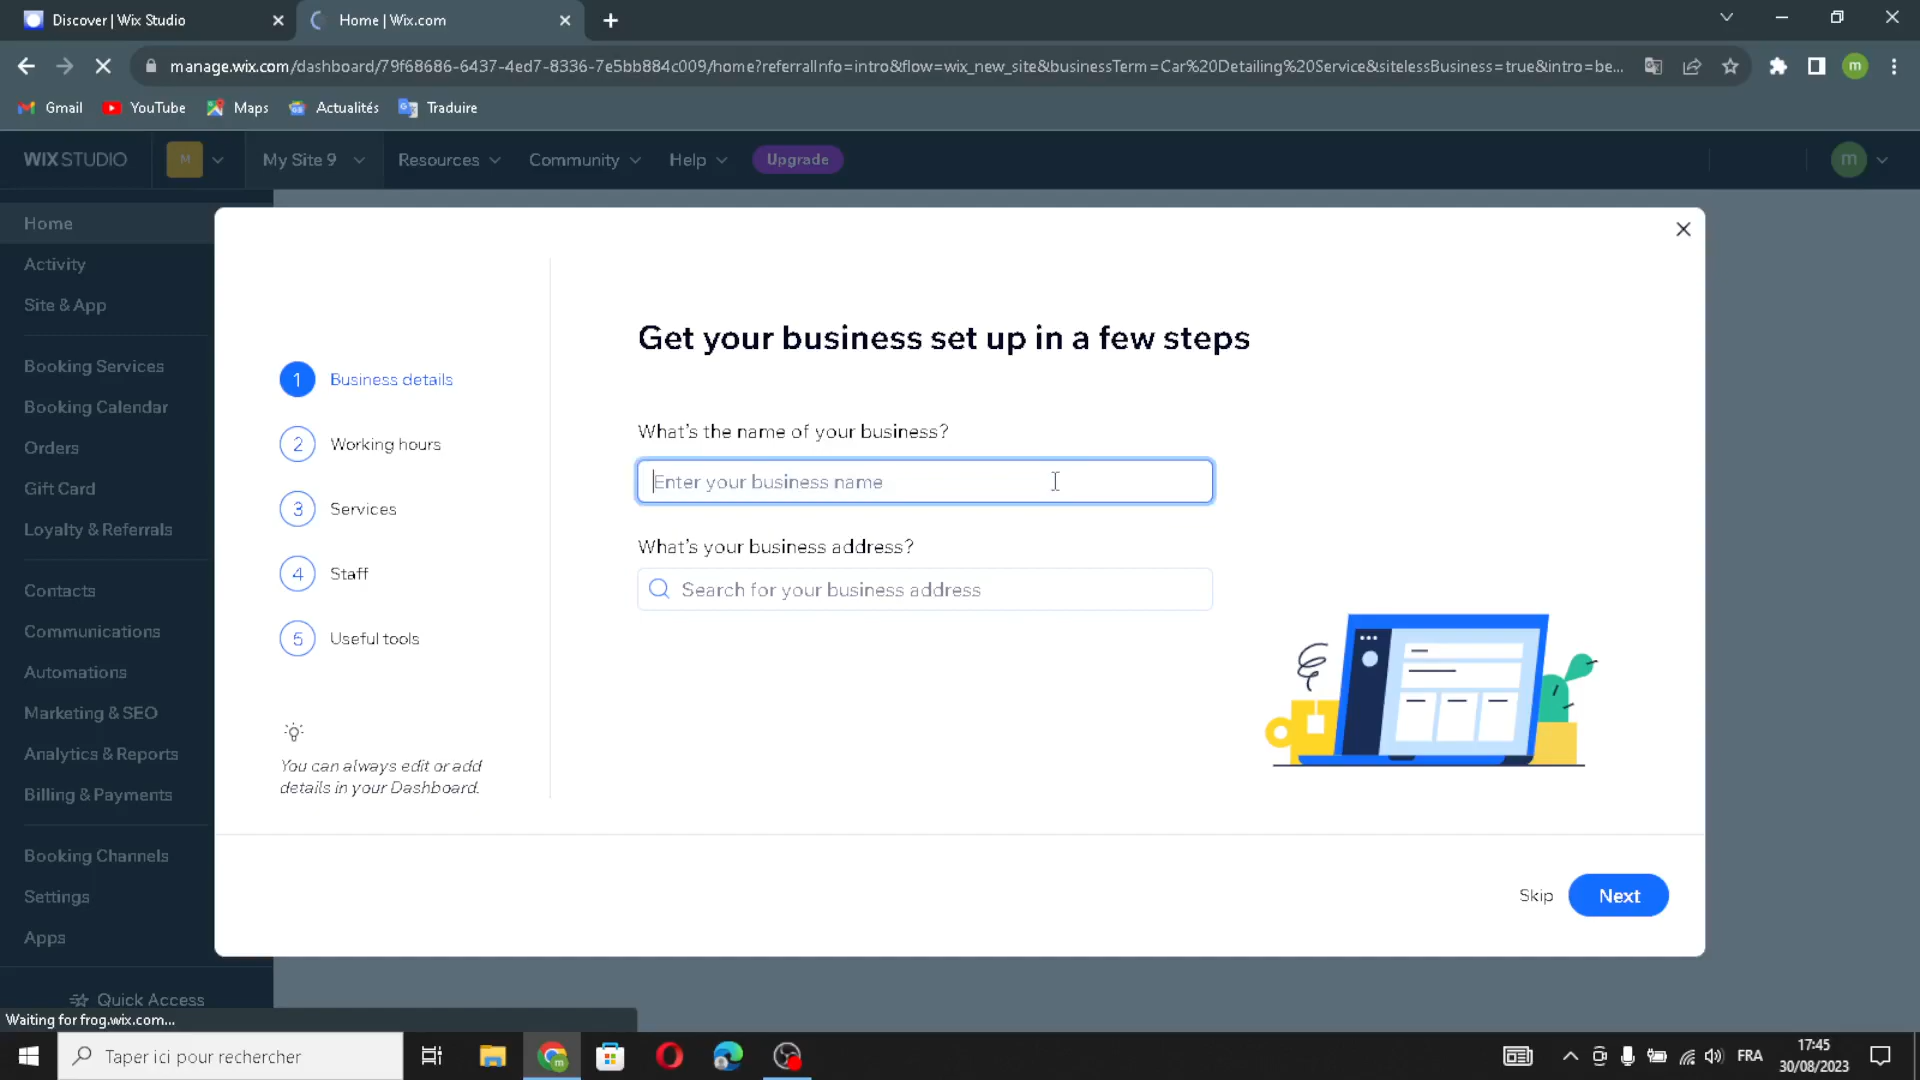 Discover | Wix Studio
Home | Wix.com
manage.wix.com/dashboard/79f68686-6437-4ed7-8336-7e5bb884c009/home?referralInfo=intro&flow=wix_new_site&businessTerm=Car%20Detailing%20Service&sitelessBusiness=true&intro=be...
m
Gmail
YouTube
Maps
Actualités
Traduire
WIX STUDIO
M
My Site 9
Resources
Community
Help
Upgrade
m
Home
Activity
Site & App
Booking Services
Booking Calendar
Orders
Gift Card
Loyalty & Referrals
Contacts
Communications
Automations
Marketing & SEO
Analytics & Reports
Billing & Payments
Booking Channels
Settings
Apps
Quick Access
1 Business details
2 Working hours
3 Services
4 Staff
5 Useful tools
You can always edit or add
details in your Dashboard.
Get your business set up in a few steps
What's the name of your business?
Enter your business name
What's your business address?
Search for your business address
Skip
Next
Waiting for frog.wix.com...
Taper ici pour rechercher
FRA
17:45
30/08/2023